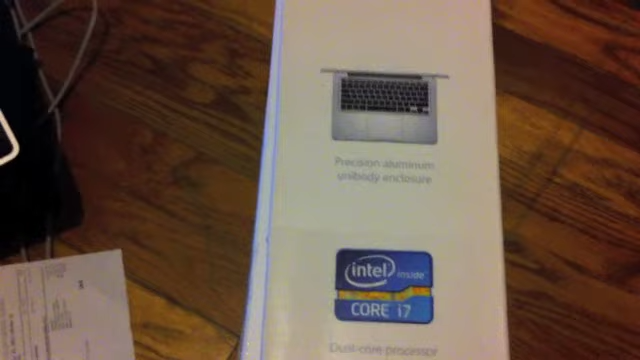 Precision aluminum
unibody enclosure
intel inside
CORE i7
Dual-core processor